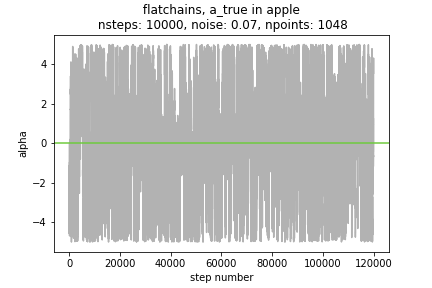 flatchains, a_true in apple
nsteps: 10000, noise: 0.07, npoints: 1048
alpha
4
2
0
−2
−4
0 20000 40000 60000 80000 100000 120000
step number